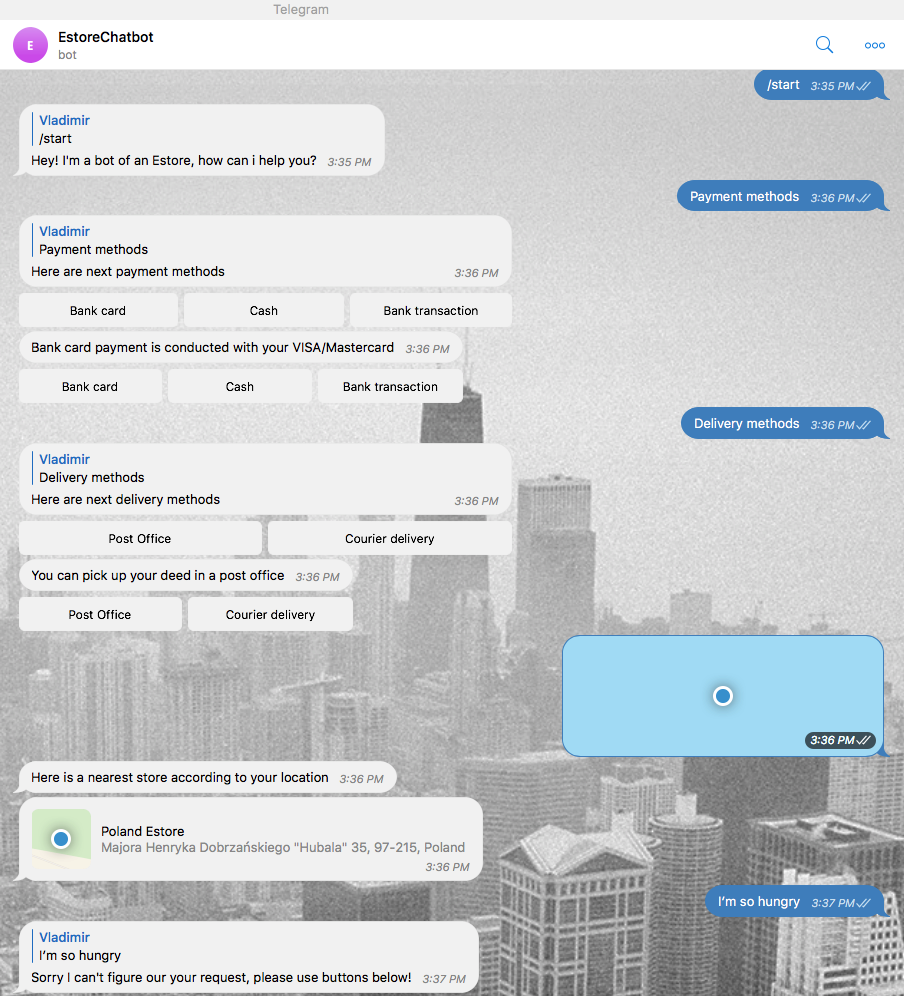 Telegram
E
EstoreChatbot
bot
/start 3:35 PM
Vladimir
/start
Hey! I'm a bot of an Estore, how can i help you? 3:35 PM
Payment methods 3:36 PM
Vladimir
Payment methods
Here are next payment methods 3:36 PM
Bank card Cash Bank transaction
Bank card payment is conducted with your VISA/Mastercard 3:36 PM
Bank card Cash Bank transaction
Delivery methods 3:36 PM
Vladimir
Delivery methods
Here are next delivery methods 3:36 PM
Post Office Courier delivery
You can pick up your deed in a post office 3:36 PM
Post Office Courier delivery
3:36 PM
Here is a nearest store according to your location 3:36 PM
Poland Estore
Majora Henryka Dobrzańskiego "Hubala" 35, 97-215, Poland
3:36 PM
I'm so hungry 3:37 PM
Vladimir
I'm so hungry
Sorry I can't figure our your request, please use buttons below! 3:37 PM